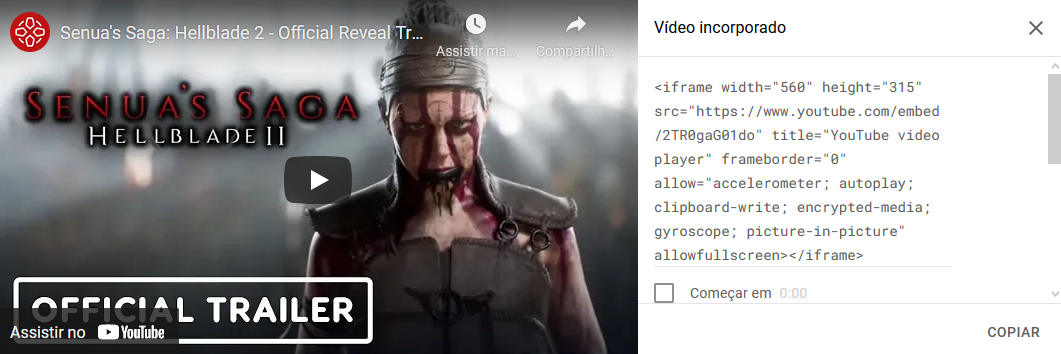 Senua's Saga: Hellblade 2 - Official Reveal Tr...
Assistir ma...
Compartilh...
SENUA'S SAGA
HELLBLADE II
OFFICIAL TRAILER
Assistir no YouTube
Vídeo incorporado
<iframe width="560" height="315"
src="https://www.youtube.com/embed
/2TR0gaG01do" title="YouTube video
player" frameborder="0"
allow="accelerometer; autoplay;
clipboard-write; encrypted-media;
gyroscope; picture-in-picture"
allowfullscreen></iframe>
Começar em 0:00
COPIAR